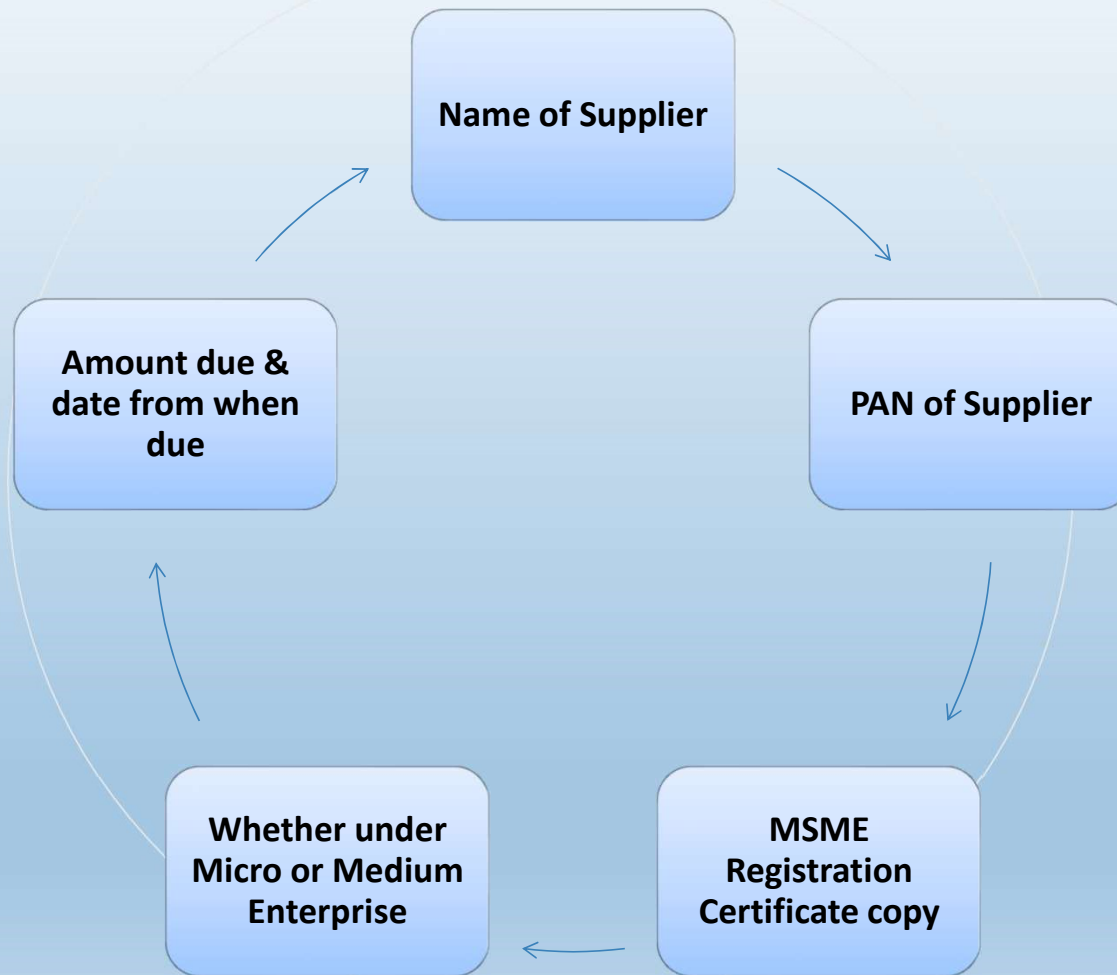 Name of Supplier
PAN of Supplier
MSME
Registration
Certificate copy
Whether under
Micro or Medium
Enterprise
Amount due &
date from when
due